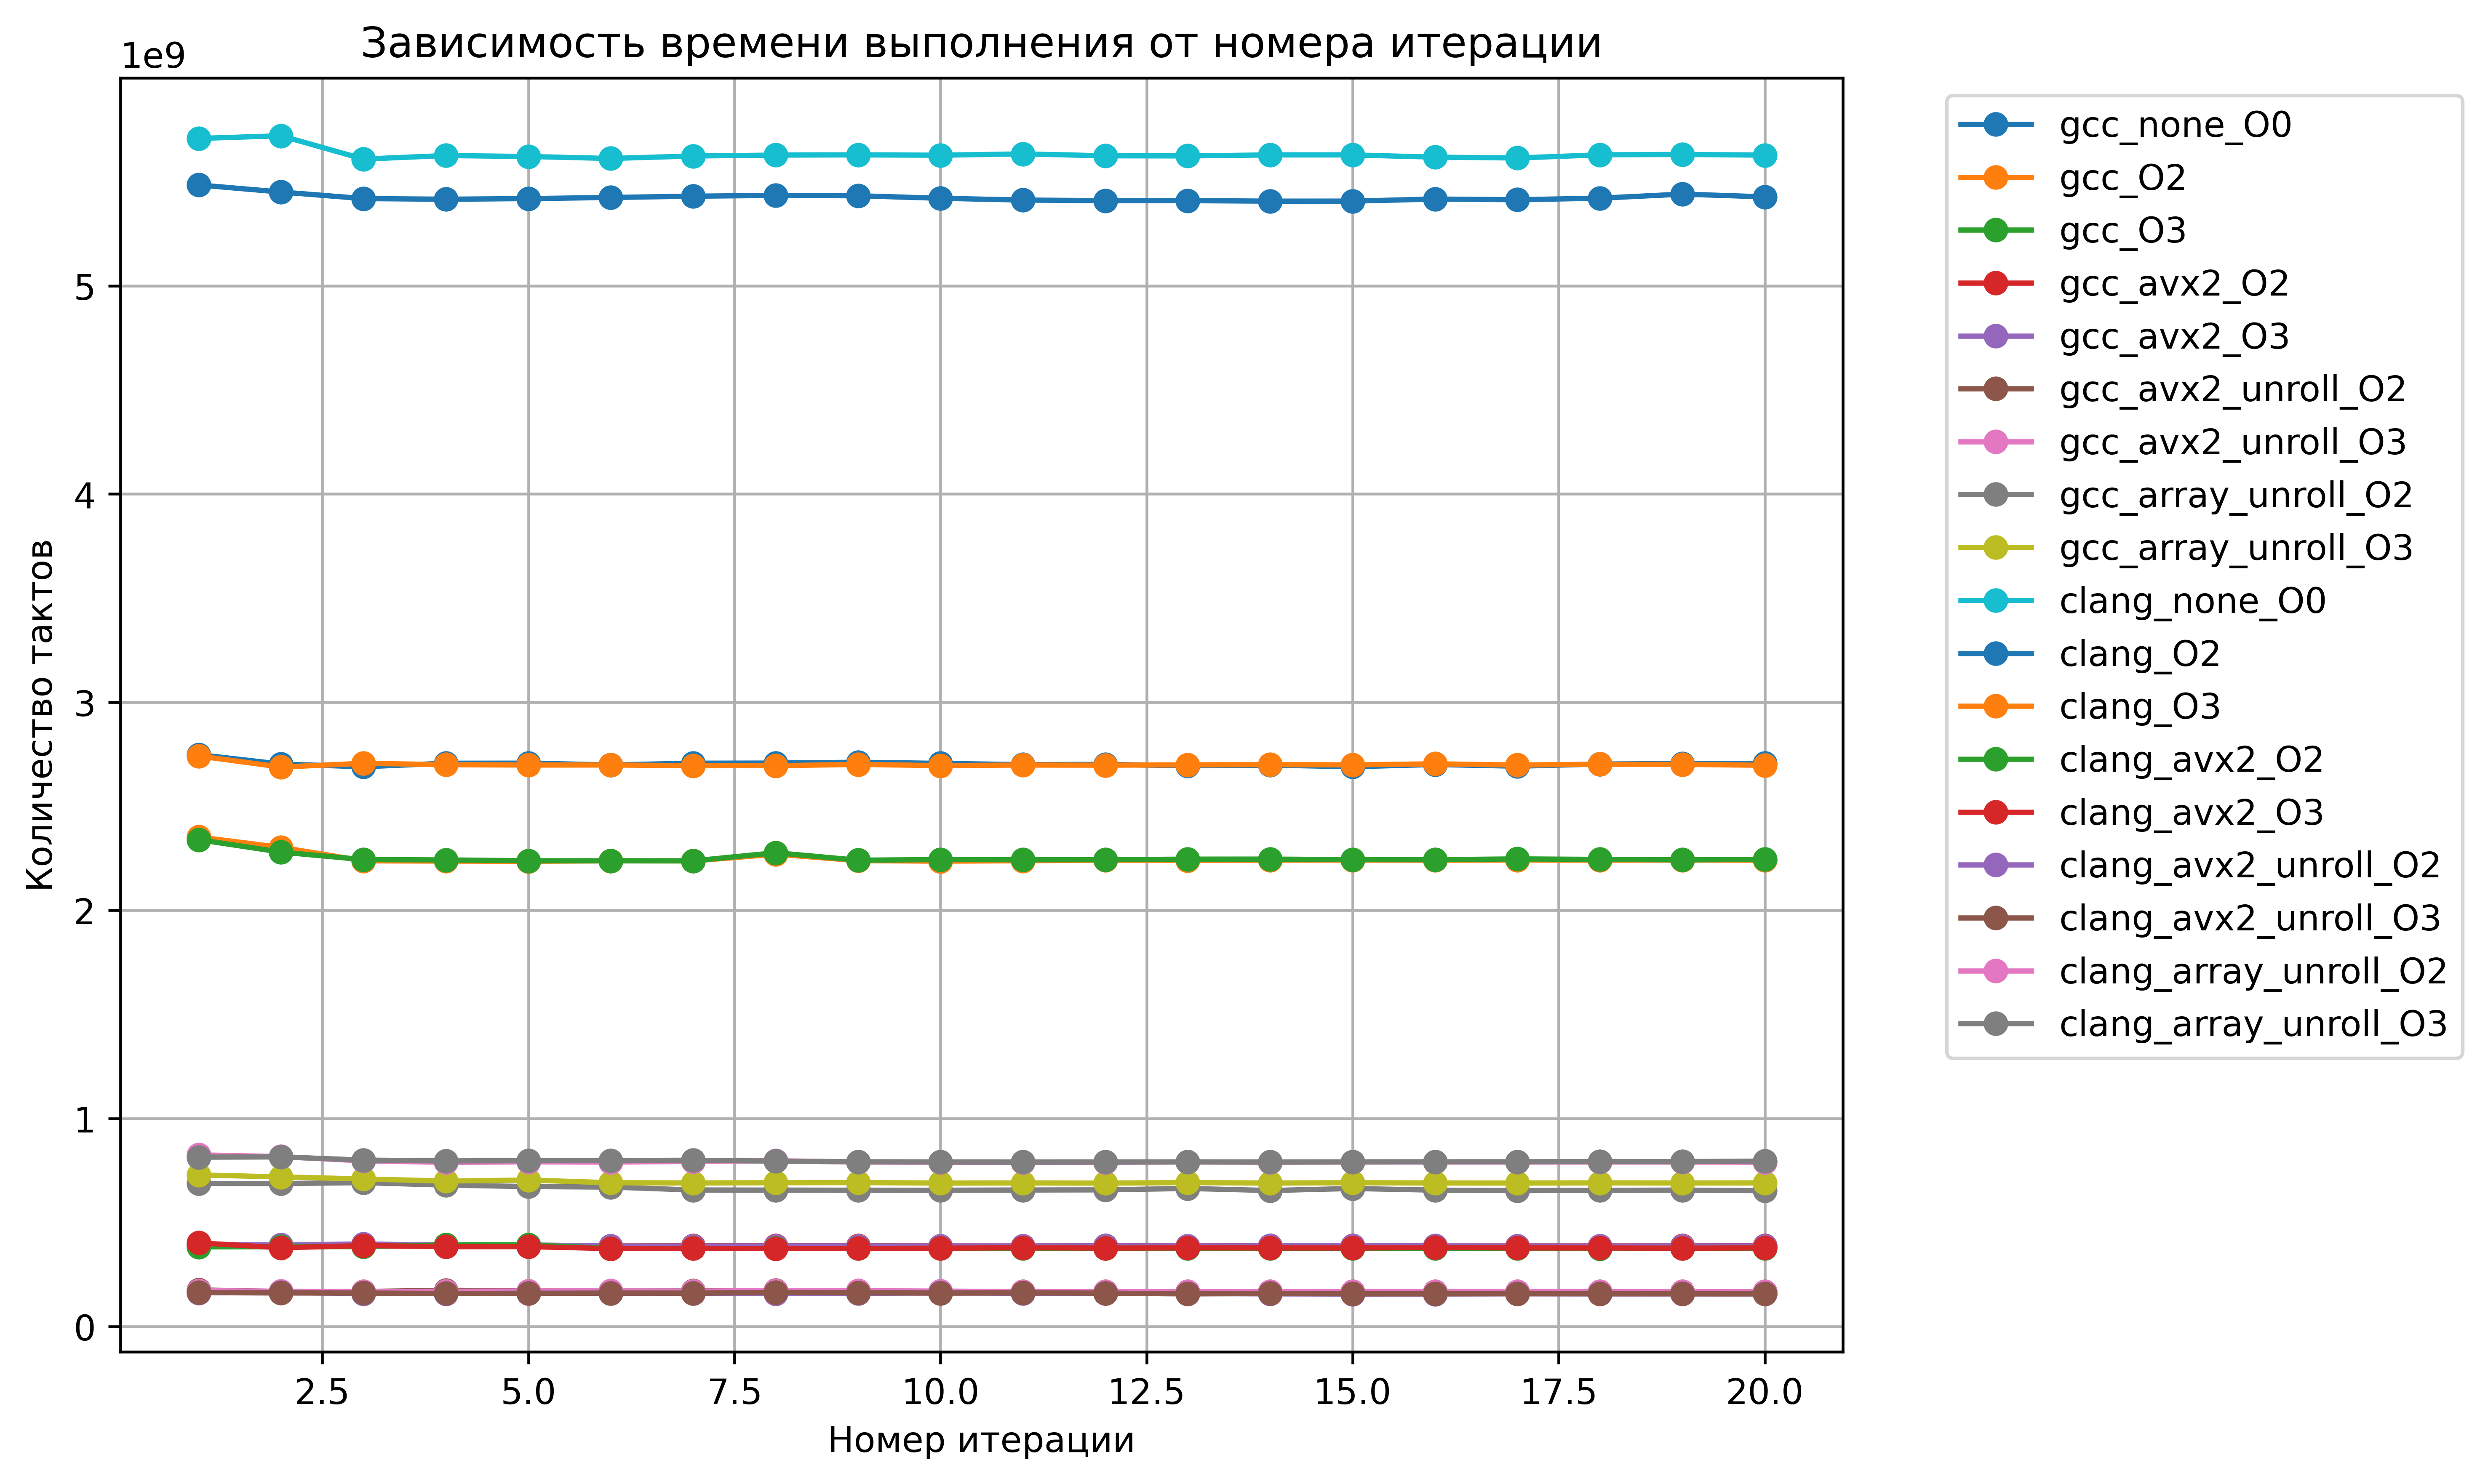 Зависимость времени выполнения от номера итерации
1e9
5
4
3
2
1
0
Количество тактов
2.5 5.0 7.5 10.0 12.5 15.0 17.5 20.0
Номер итерации
gcc_none_O0
gcc_O2
gcc_O3
gcc_avx2_O2
gcc_avx2_O3
gcc_avx2_unroll_O2
gcc_avx2_unroll_O3
gcc_array_unroll_O2
gcc_array_unroll_O3
clang_none_O0
clang_O2
clang_O3
clang_avx2_O2
clang_avx2_O3
clang_avx2_unroll_O2
clang_avx2_unroll_O3
clang_array_unroll_O2
clang_array_unroll_O3